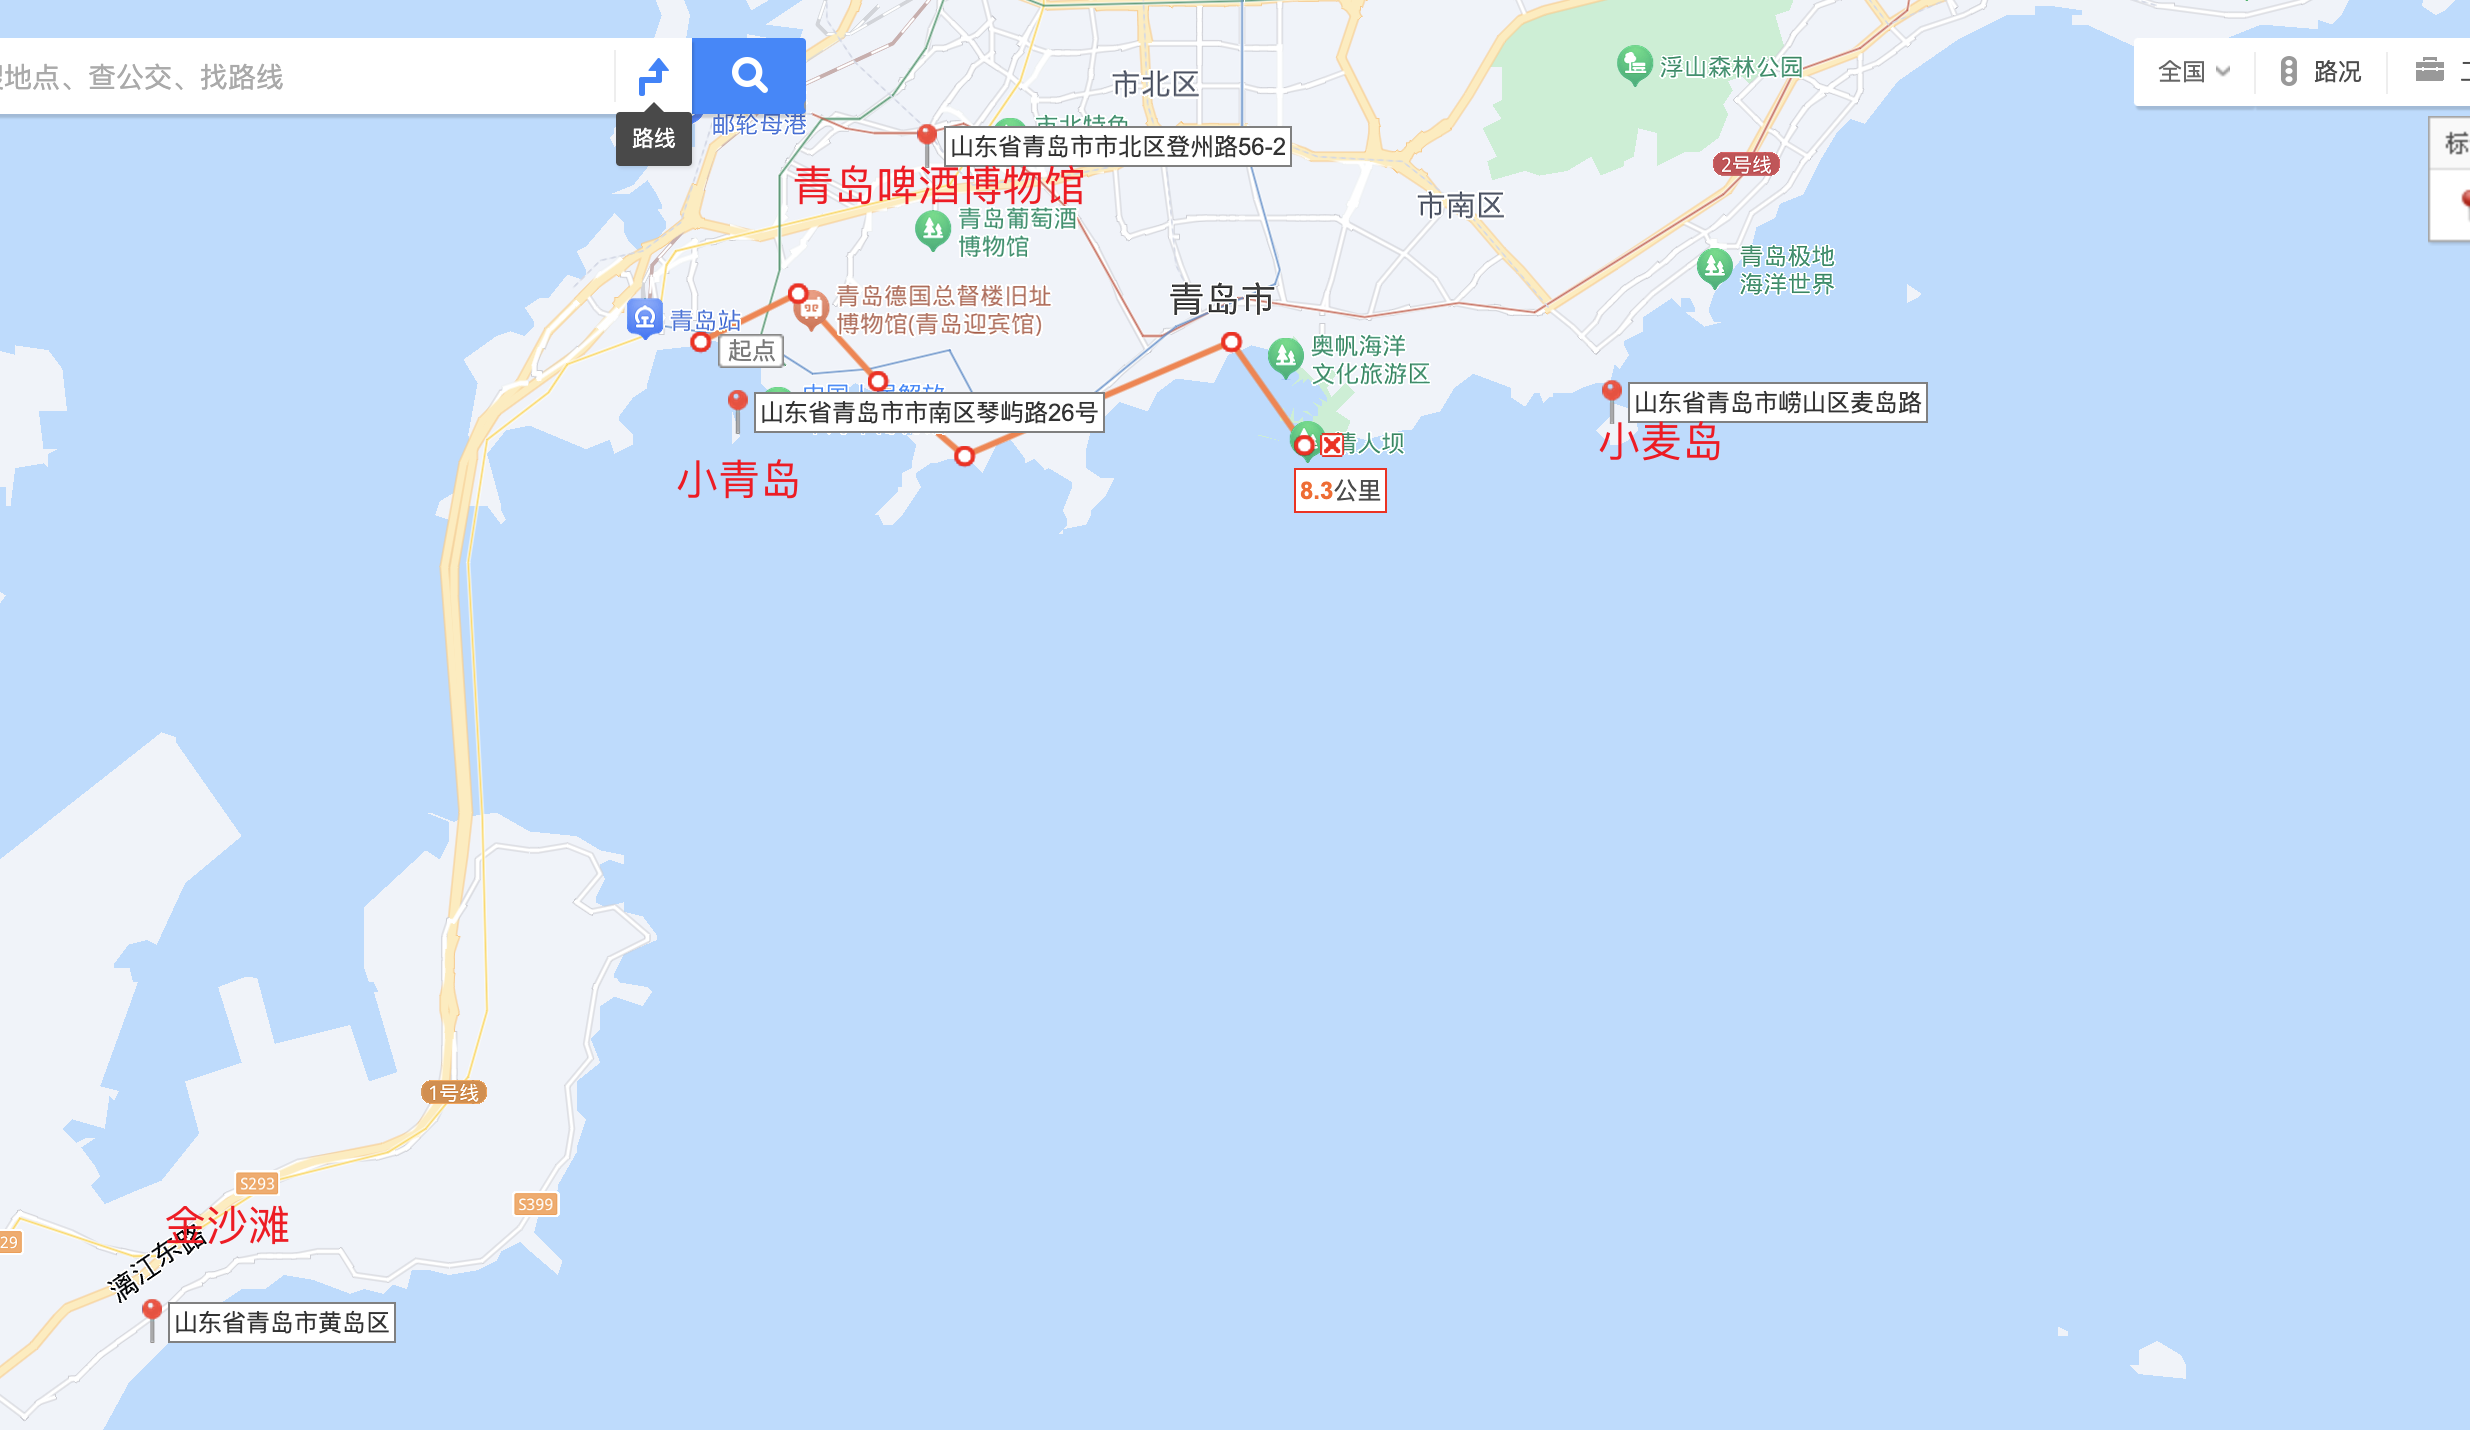 地点、查公交、找路线
路线
邮轮母港
市北区
浮山森林公园
全国
路况
2号线
山东省青岛市市北区登州路56-2
青岛啤酒博物馆
青岛葡萄酒
博物馆
市南区
青岛极地
海洋世界
青岛市
青岛德国总督楼旧址
博物馆(青岛迎宾馆)
青岛站
起点
奥帆海洋
文化旅游区
山东省青岛市市南区琴屿路26号
山东省青岛市崂山区麦岛路
小麦岛
情人坝
小青岛
8.3公里
1号线
S293
S399
29
金沙滩
漓江东路
山东省青岛市黄岛区